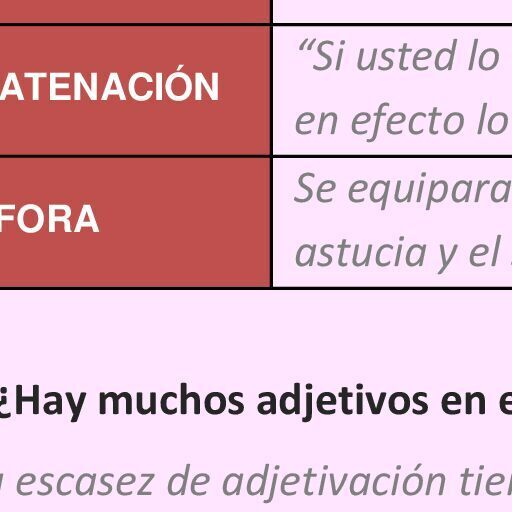 ATENACIÓN
“Si usted lo
en efecto lo
FORA
Se equipara
astucia y el
¿Hay muchos adjetivos en e
escasez de adjetivación tie